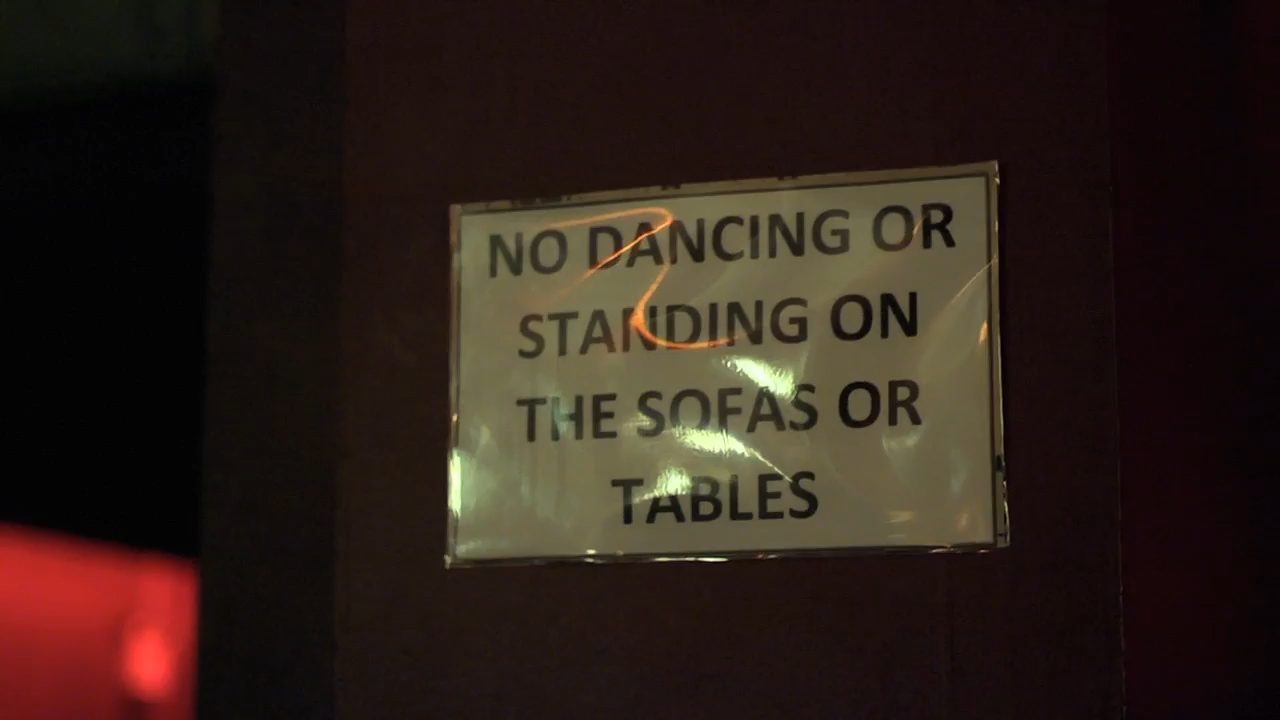 NO DANCING OR
STANDING ON
THE SOFAS OR
TABLES